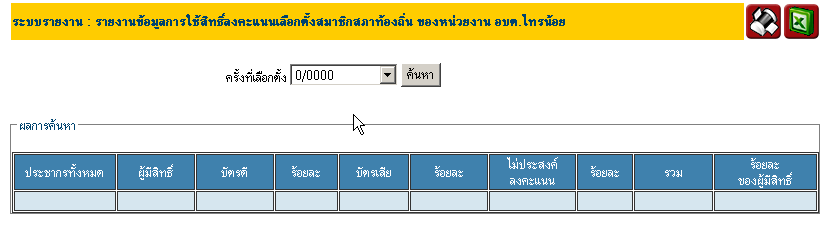 ระบบรายงาน : รายงานข้อมูลการใช้สิทธิ์ลงคะแนนเลือกตั้งสมาชิกสภาท้องถิ่น ของหน่วยงาน อบต.ไทรน้อย
ครั้งที่เลือกตั้ง 0/0000 ค้นหา
ผลการค้นหา
ประชากรทั้งหมด ผู้มีสิทธิ์ บัตรดี ร้อยละ บัตรเสีย ร้อยละ ไม่ประสงค์ลงคะแนน ร้อยละ รวม ร้อยละของผู้มีสิทธิ์